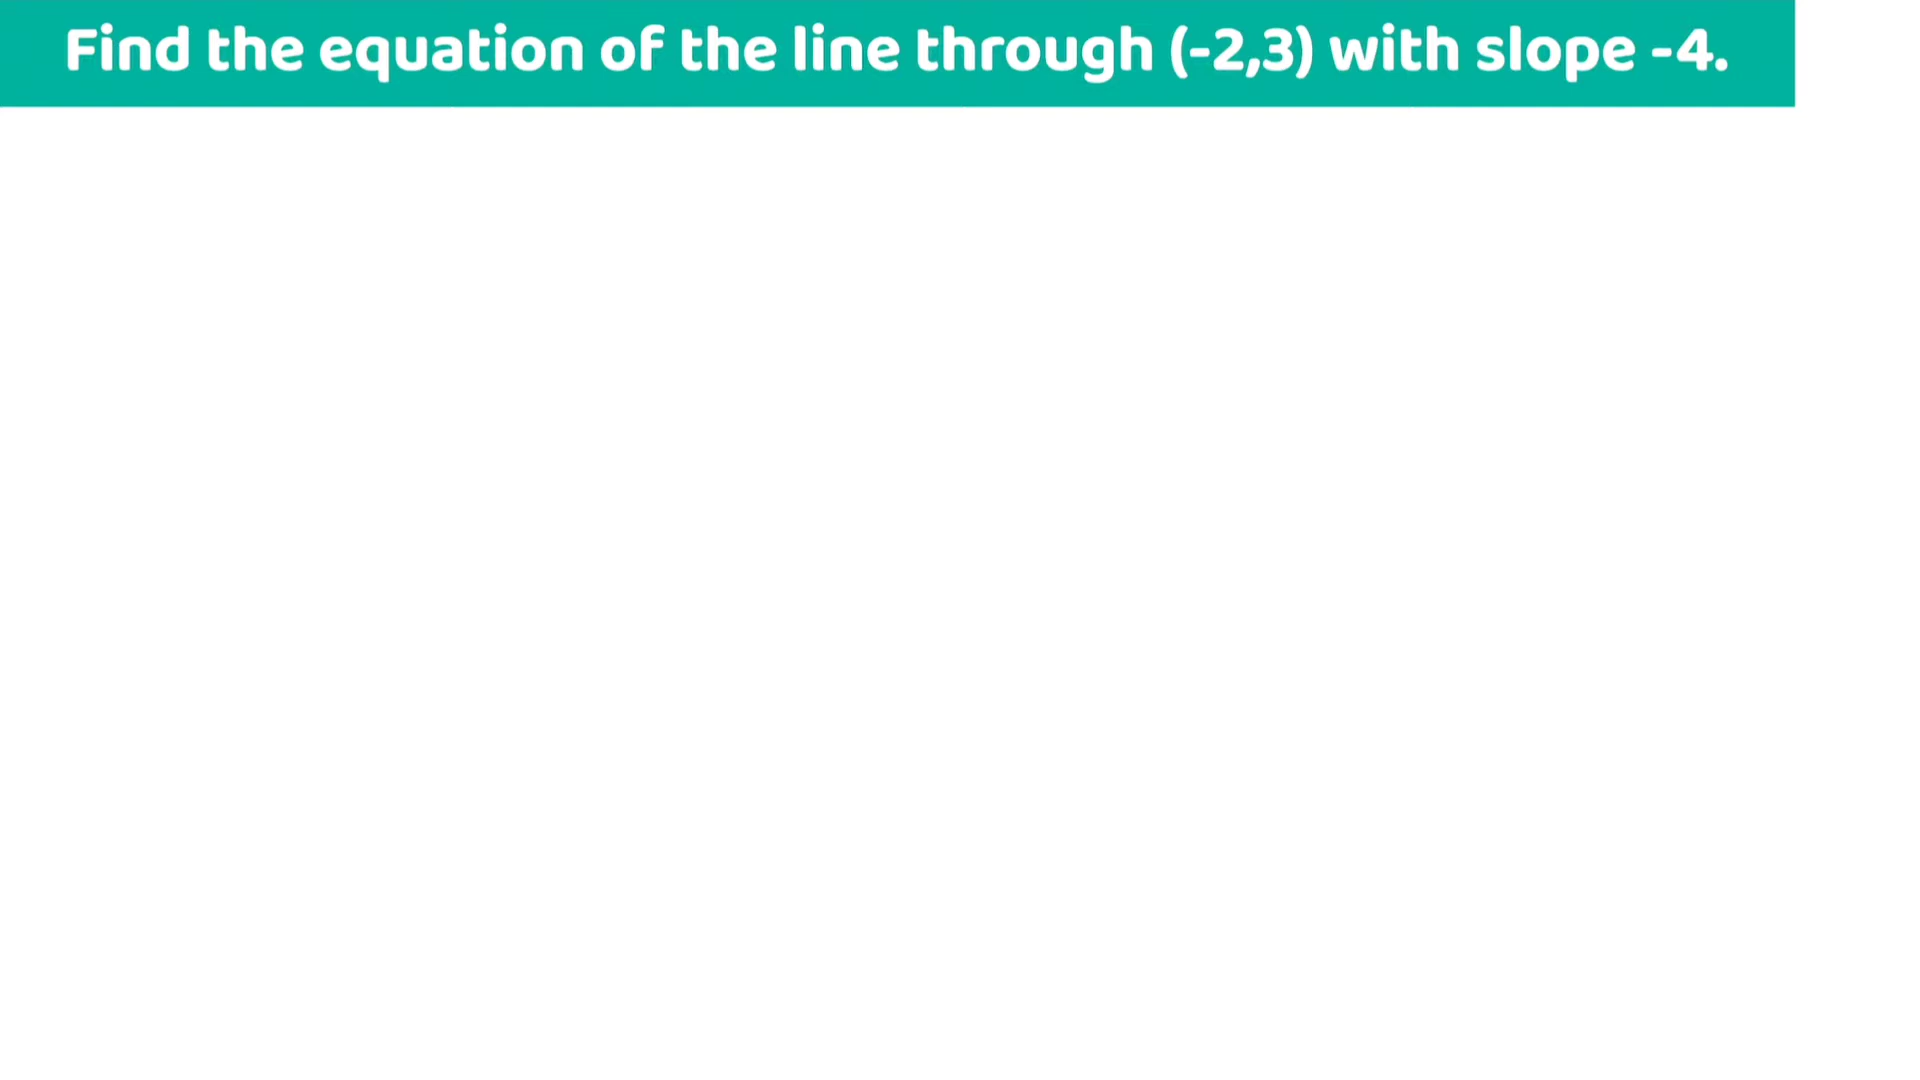 Find the equation of the line through (-2,3) with slope -4.